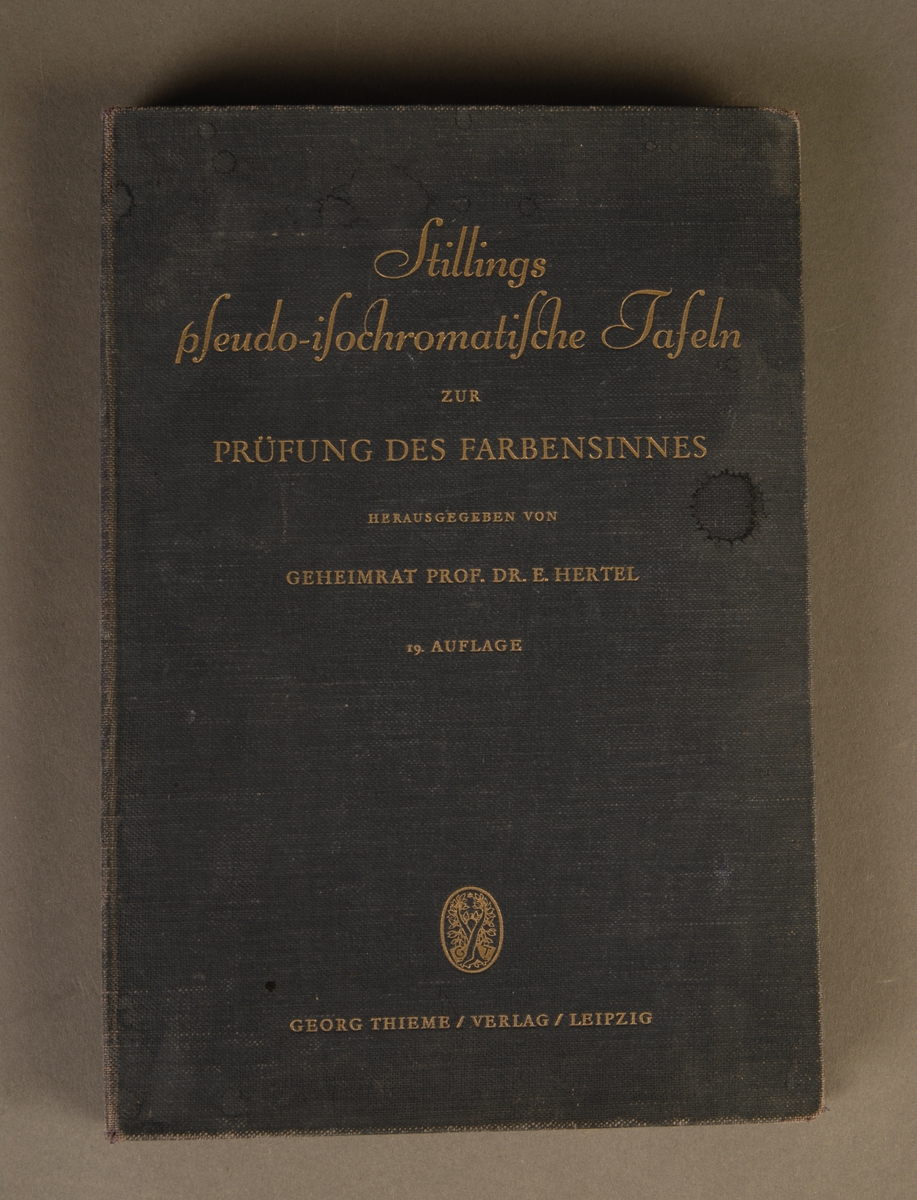 Stillings
pſeudo-iſochromatiſche Tafeln
ZUR
PRÜFUNG DES FARBENSINNES
HERAUSGEGEBEN VON
GEHEIMRAT PROF. DR. E. HERTEL
19. AUFLAGE
GEORG THIEME / VERLAG / LEIPZIG